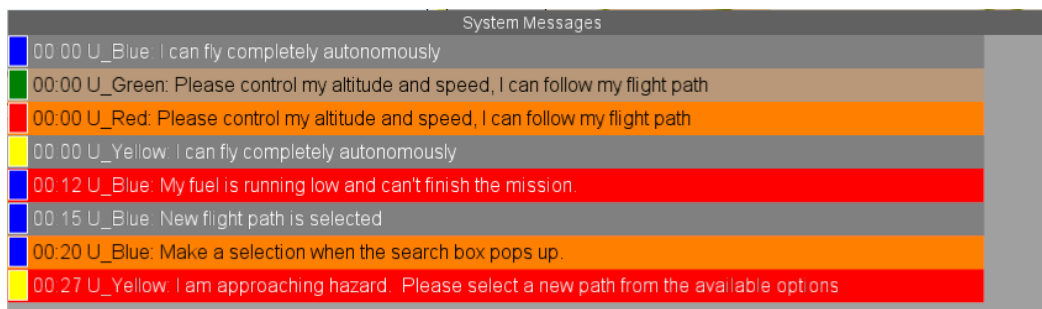 System Messages
00:00 U_Blue: I can fly completely autonomously
00:00 U_Green: Please control my altitude and speed, I can follow my flight path
00:00 U_Red: Please control my altitude and speed, I can follow my flight path
00:00 U_Yellow: I can fly completely autonomously
00:12 U_Blue: My fuel is running low and can't finish the mission.
00:15 U_Blue: New flight path is selected
00:20 U_Blue: Make a selection when the search box pops up.
00:27 U_Yellow: I am approaching hazard. Please select a new path from the available options